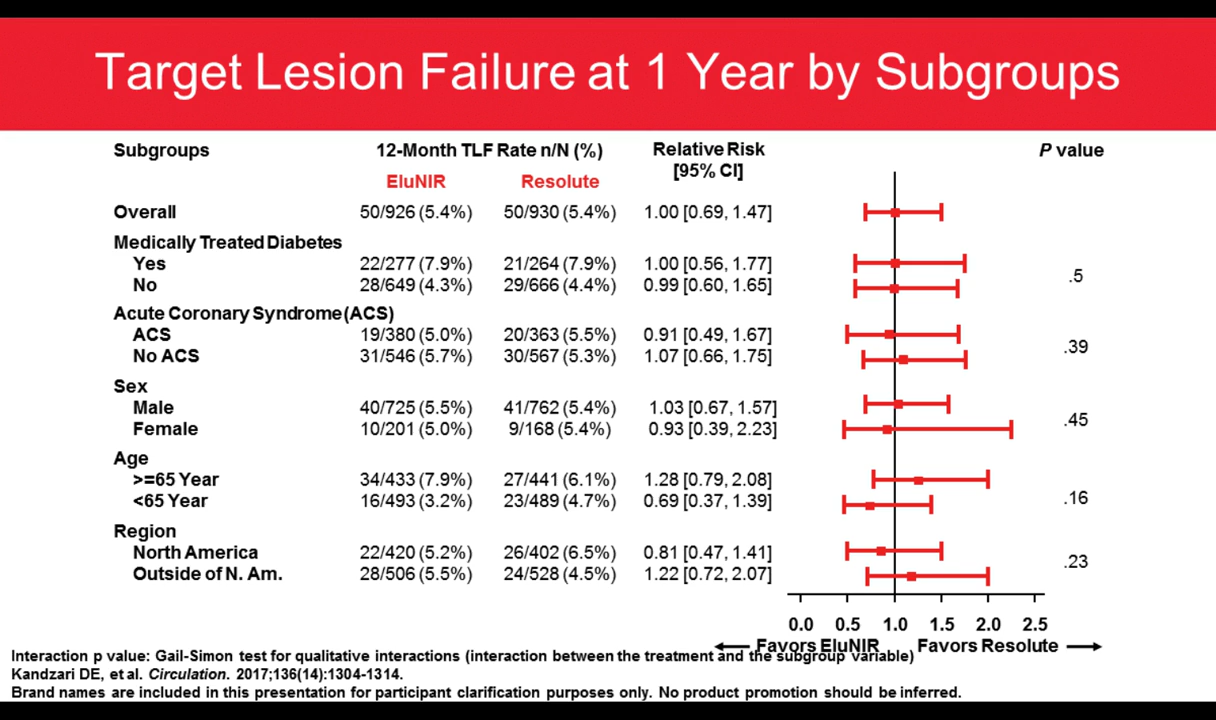 Target Lesion Failure at 1 Year by Subgroups
Subgroups 12-Month TLF Rate n/N (%) Relative Risk [95% CI] P value
EluNIR Resolute
Overall 50/926 (5.4%) 50/930 (5.4%) 1.00 [0.69, 1.47]
Medically Treated Diabetes
Yes 22/277 (7.9%) 21/264 (7.9%) 1.00 [0.56, 1.77]
.5
No 28/649 (4.3%) 29/666 (4.4%) 0.99 [0.60, 1.65]
Acute Coronary Syndrome (ACS)
ACS 19/380 (5.0%) 20/363 (5.5%) 0.91 [0.49, 1.67]
.39
No ACS 31/546 (5.7%) 30/567 (5.3%) 1.07 [0.66, 1.75]
Sex
Male 40/725 (5.5%) 41/762 (5.4%) 1.03 [0.67, 1.57]
.45
Female 10/201 (5.0%) 9/168 (5.4%) 0.93 [0.39, 2.23]
Age
>=65 Year 34/433 (7.9%) 27/441 (6.1%) 1.28 [0.79, 2.08]
.16
<65 Year 16/493 (3.2%) 23/489 (4.7%) 0.69 [0.37, 1.39]
Region
North America 22/420 (5.2%) 26/402 (6.5%) 0.81 [0.47, 1.41]
.23
Outside of N. Am. 28/506 (5.5%) 24/528 (4.5%) 1.22 [0.72, 2.07]
0.0 0.5 1.0 1.5 2.0 2.5
Favors EluNIR Favors Resolute
Interaction p value: Gail-Simon test for qualitative interactions (interaction between the treatment and the subgroup variable)
Kandzari DE, et al. Circulation. 2017;136(14):1304-1314.
Brand names are included in this presentation for participant clarification purposes only. No product promotion should be inferred.